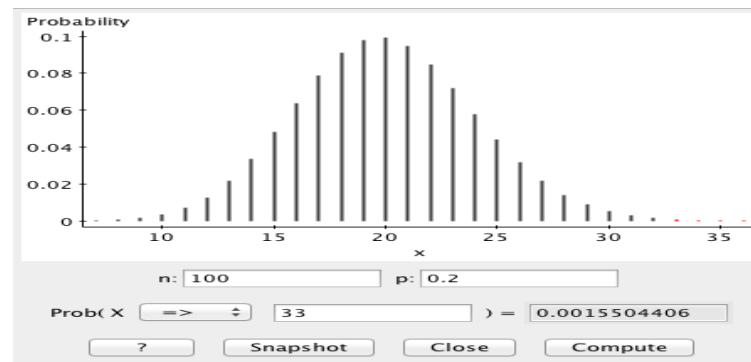 Probability
0.1
0.08
0.06
0.04
0.02
0
10 15 20 25 30 35
x
n: 100 p: 0.2
Prob( X => 33 ) = 0.0015504406
? Snapshot Close Compute